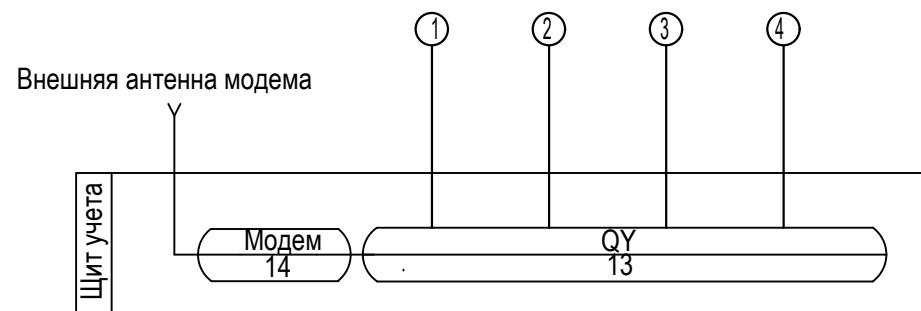 1 2 3 4
Внешняя антенна модема
Щит учета
Модем
14
QY
13